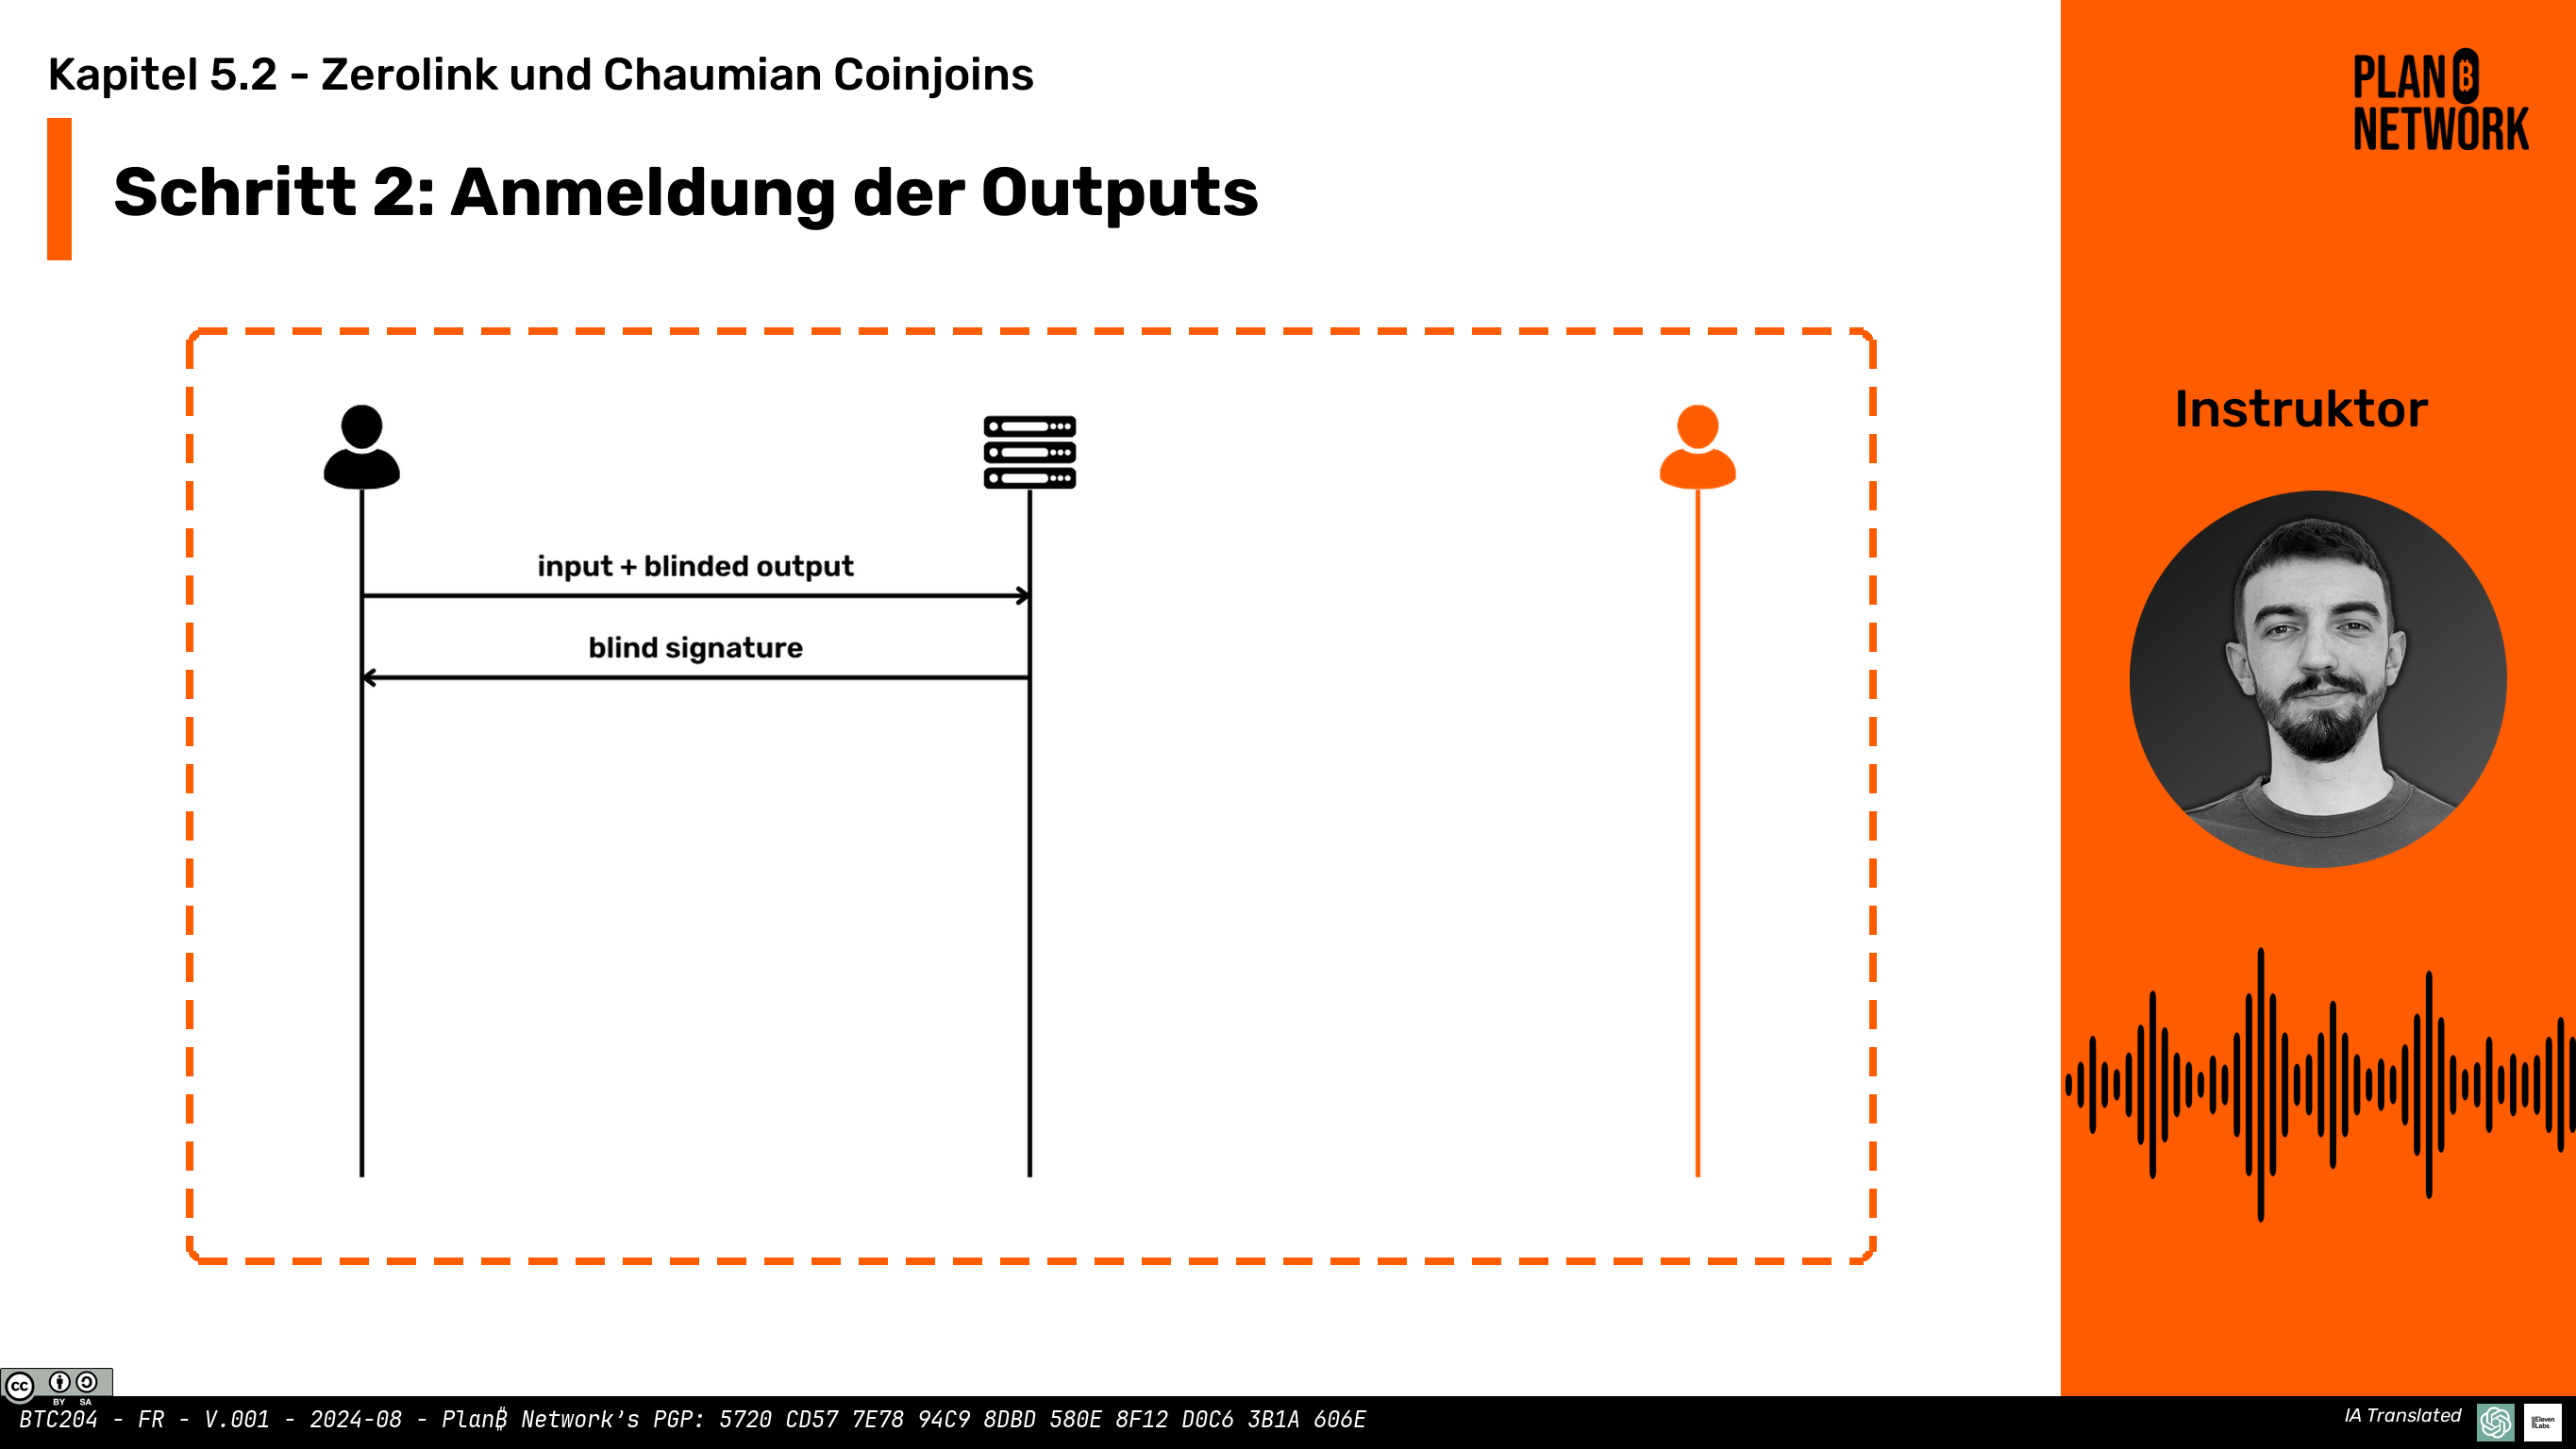 Kapitel 5.2 - Zerolink und Chaumian Coinjoins
Schritt 2: Anmeldung der Outputs
PLAN B
NETWORK
Instruktor
input + blinded output
blind signature
CC BY SA
BTC204 - FR - V.001 - 2024-08 - Plan₿ Network's PGP: 5720 CD57 7E78 94C9 8DBD 580E 8F12 D0C6 3B1A 606E
IA Translated
IIElevenLabs